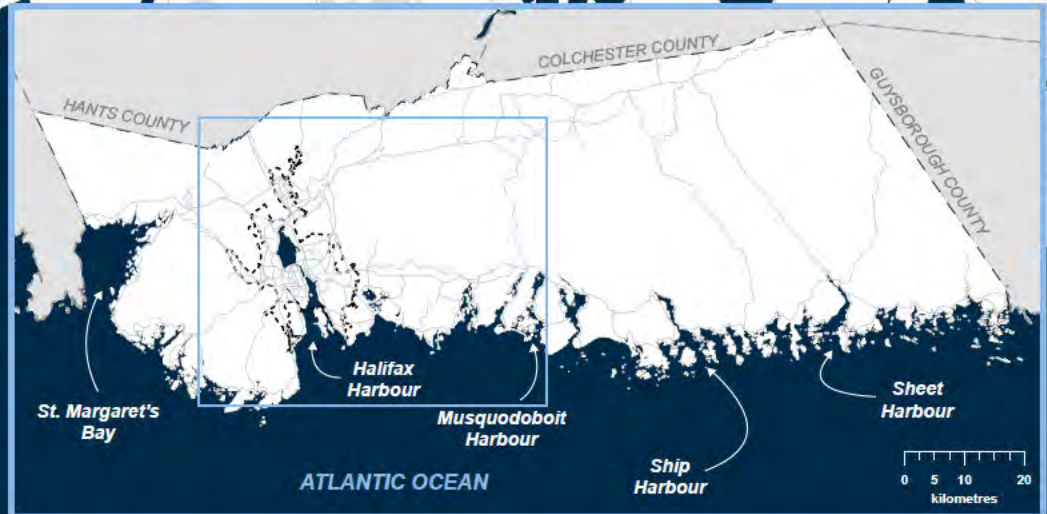 COLCHESTER COUNTY
HANTS COUNTY
GUYSBOROUGH COUNTY
Halifax
Harbour
St. Margaret's
Bay
Musquodoboit
Harbour
Sheet
Harbour
Ship
Harbour
ATLANTIC OCEAN
0 5 10 20
kilometres